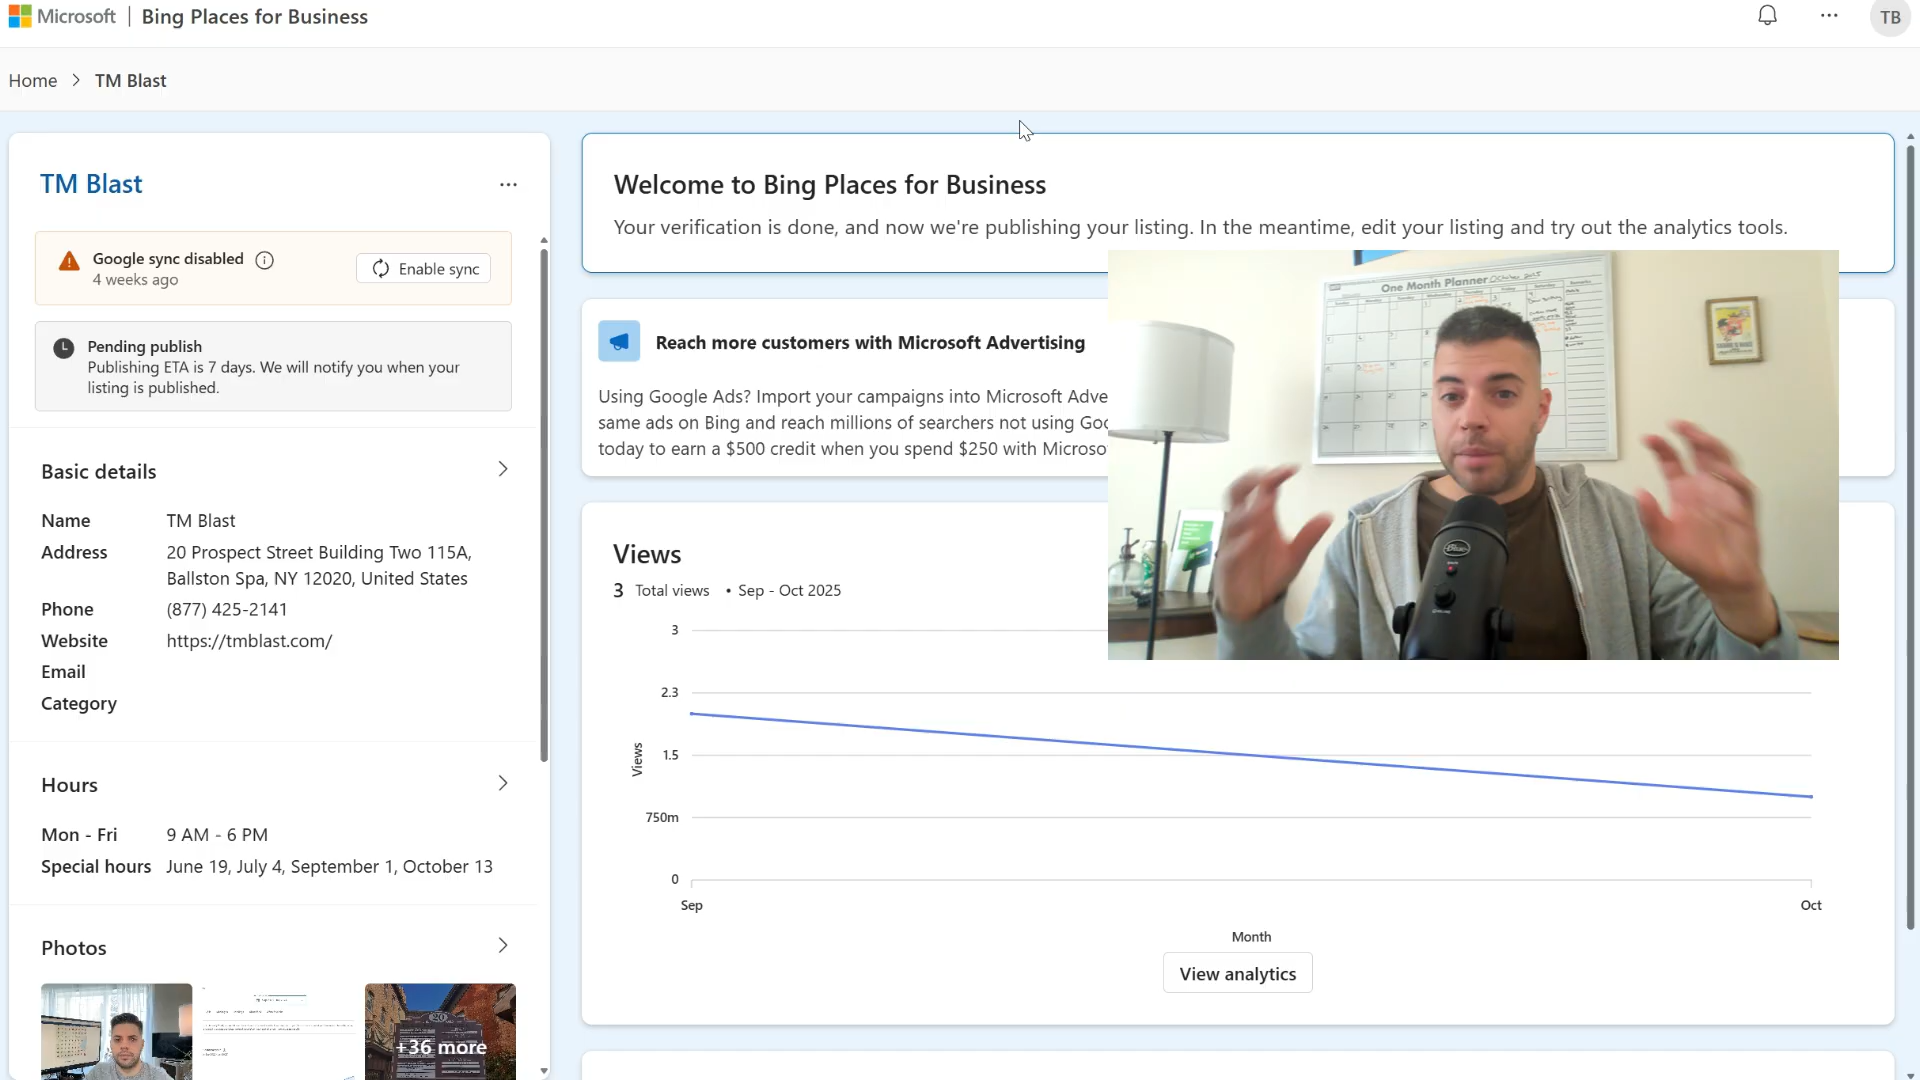 Microsoft | Bing Places for Business
TB
Home > TM Blast
TM Blast
Google sync disabled
4 weeks ago
Enable sync
Pending publish
Publishing ETA is 7 days. We will notify you when your
listing is published.
Basic details
Name TM Blast
Address 20 Prospect Street Building Two 115A,
Ballston Spa, NY 12020, United States
Phone (877) 425-2141
Website https://tmblast.com/
Email
Category
Hours
Mon - Fri 9 AM - 6 PM
Special hours June 19, July 4, September 1, October 13
Photos
20
+36 more
Welcome to Bing Places for Business
Your verification is done, and now we're publishing your listing. In the meantime, edit your listing and try out the analytics tools.
Reach more customers with Microsoft Advertising
Using Google Ads? Import your campaigns into Microsoft Adve
same ads on Bing and reach millions of searchers not using Goo
today to earn a $500 credit when you spend $250 with Microso
One Month Planner October 2025
Blue
Views
3 Total views • Sep - Oct 2025
3
2.3
1.5
750m
0
Views
Sep
Oct
Month
View analytics